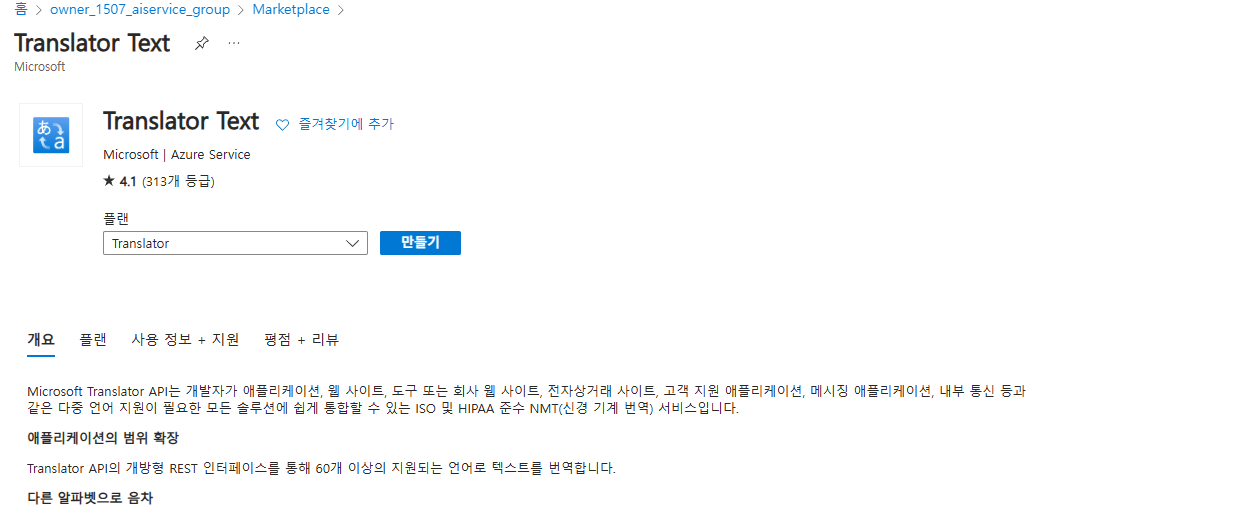 홈 > owner_1507_aiservice_group > Marketplace >
Translator Text ...
Microsoft
あ a
Translator Text ♡ 즐겨찾기에 추가
Microsoft | Azure Service
★ 4.1 (313개 등급)
플랜
Translator 만들기
개요 플랜 사용 정보 + 지원 평점 + 리뷰
Microsoft Translator API는 개발자가 애플리케이션, 웹 사이트, 도구 또는 회사 웹 사이트, 전자상거래 사이트, 고객 지원 애플리케이션, 메시징 애플리케이션, 내부 통신 등과
같은 다중 언어 지원이 필요한 모든 솔루션에 쉽게 통합할 수 있는 ISO 및 HIPAA 준수 NMT(신경 기계 번역) 서비스입니다.
애플리케이션의 범위 확장
Translator API의 개방형 REST 인터페이스를 통해 60개 이상의 지원되는 언어로 텍스트를 번역합니다.
다른 알파벳으로 음차